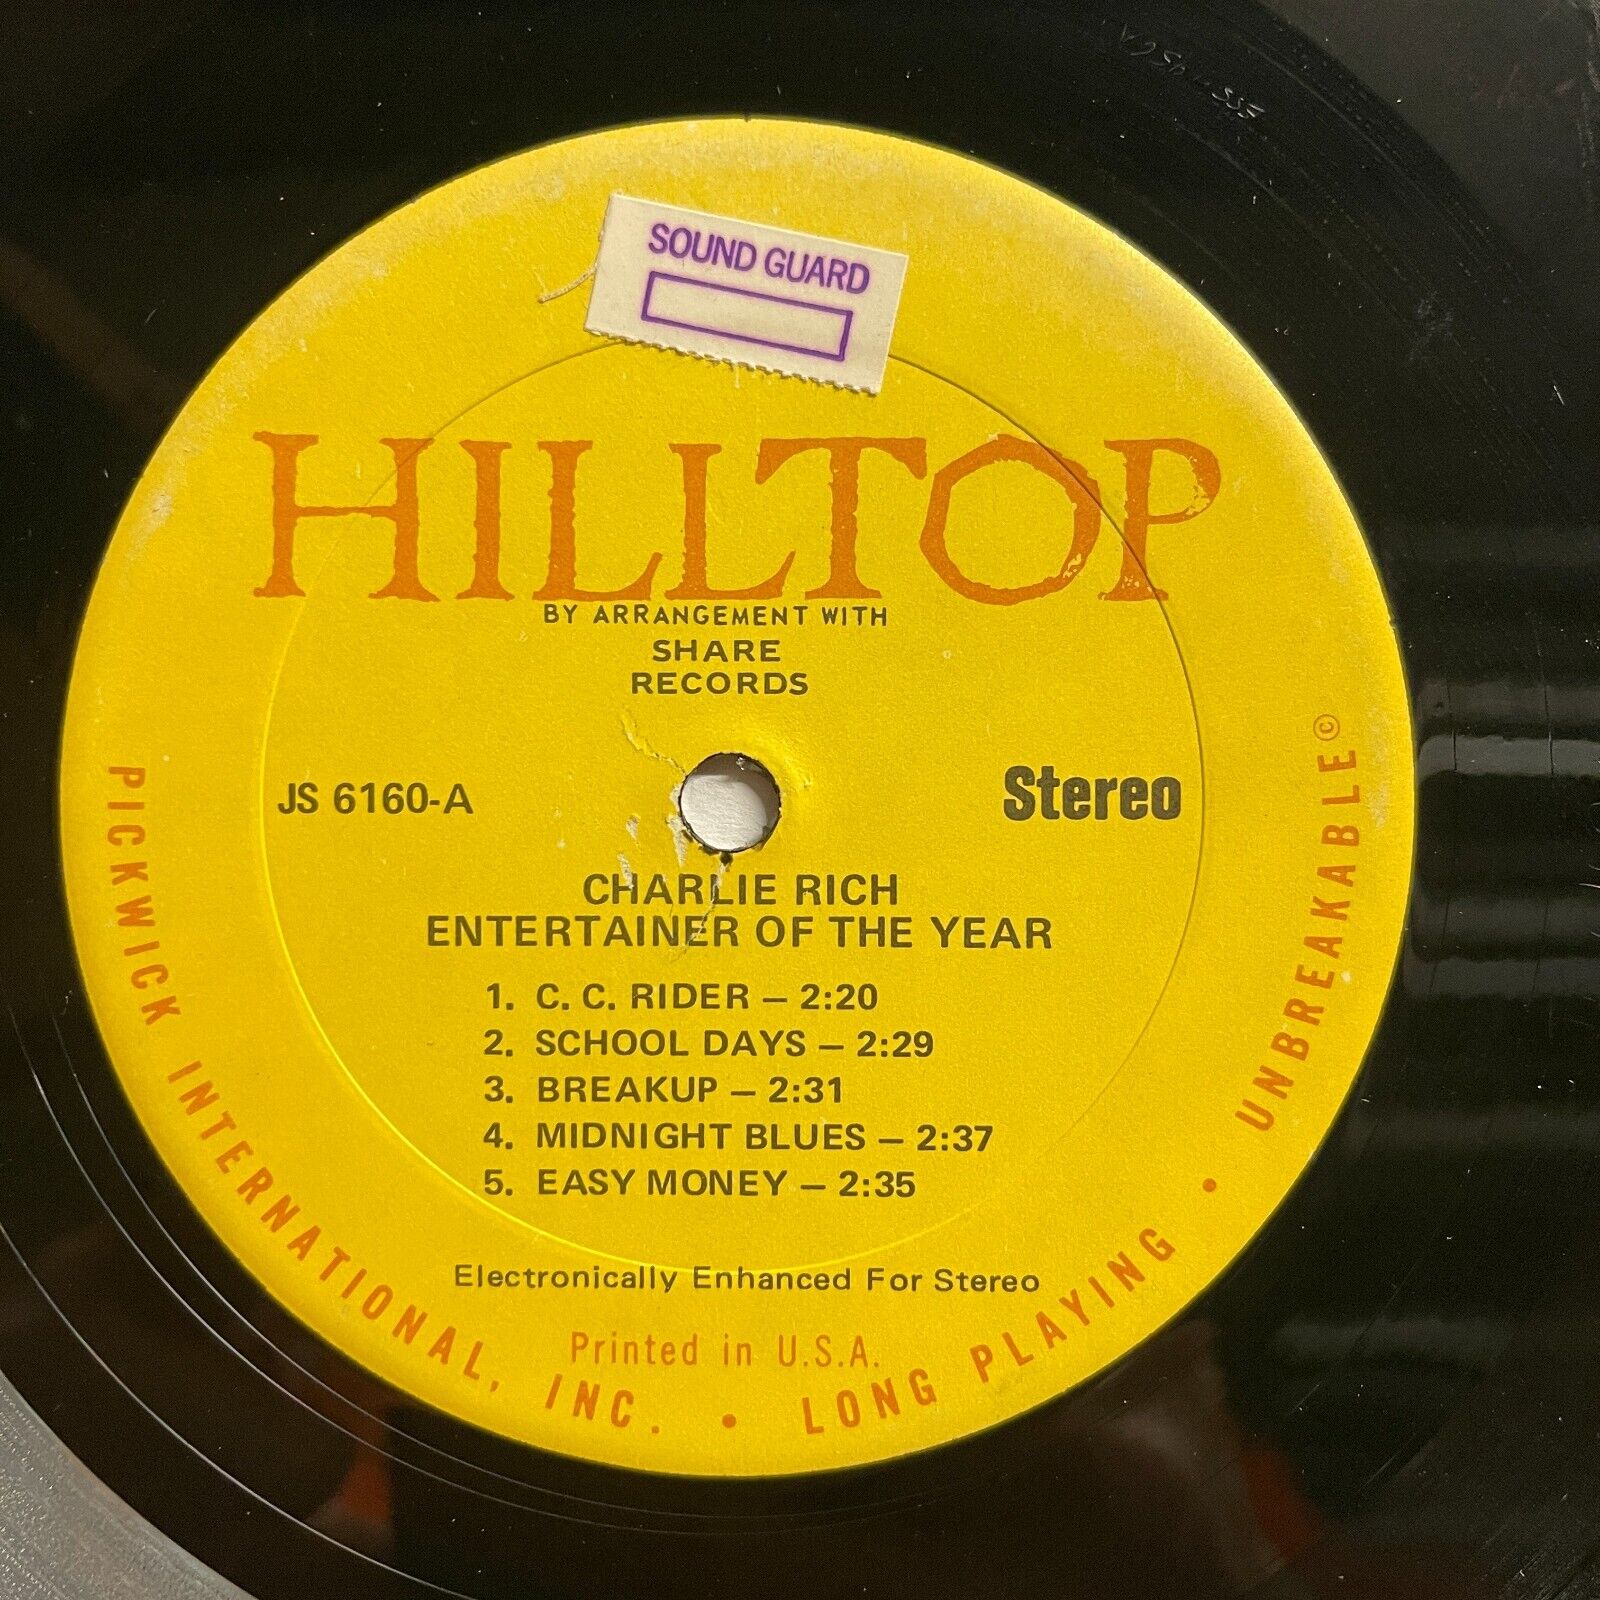 SOUND GUARD
HILLTOP
BY ARRANGEMENT WITH
SHARE
RECORDS
JS 6160-A
Stereo
CHARLIE RICH
ENTERTAINER OF THE YEAR
1. C. C. RIDER — 2:20
2. SCHOOL DAYS — 2:29
3. BREAKUP — 2:31
4. MIDNIGHT BLUES — 2:37
5. EASY MONEY — 2:35
Electronically Enhanced For Stereo
Printed in U.S.A.
PICKWICK INTERNATIONAL, INC. • LONG PLAYING • UNBREAKABLE ©